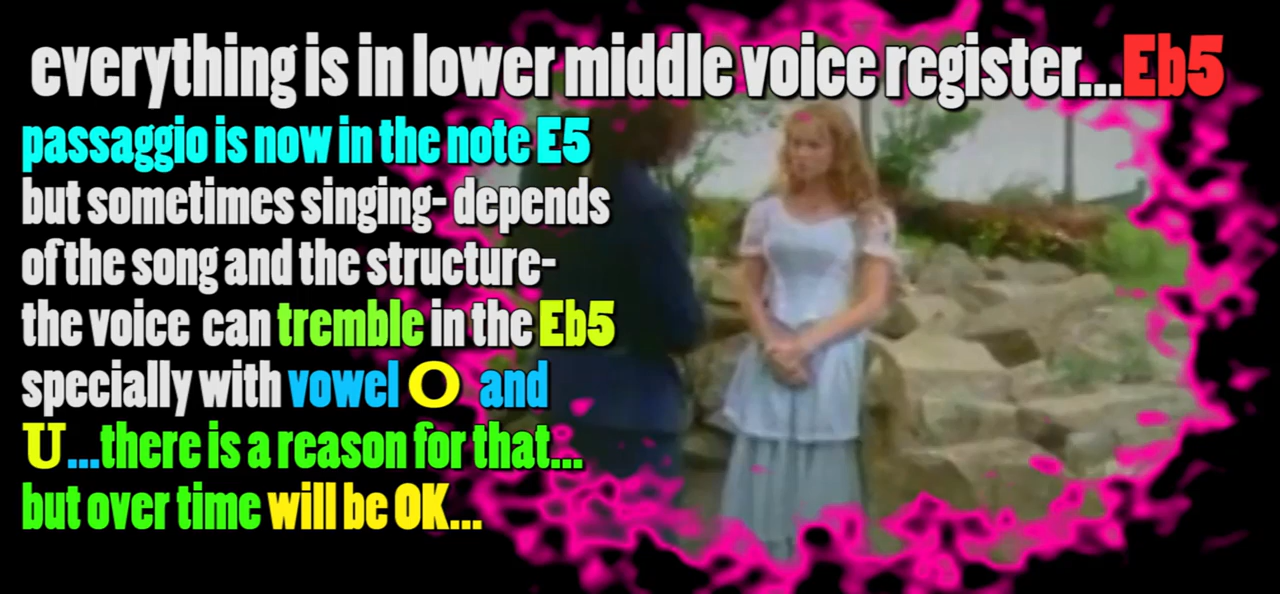 everything is in lower middle voice register...Eb5
passaggio is now in the note E5
but sometimes singing- depends
of the song and the structure-
the voice can tremble in the Eb5
specially with vowel O and
U...there is a reason for that...
but over time will be OK...